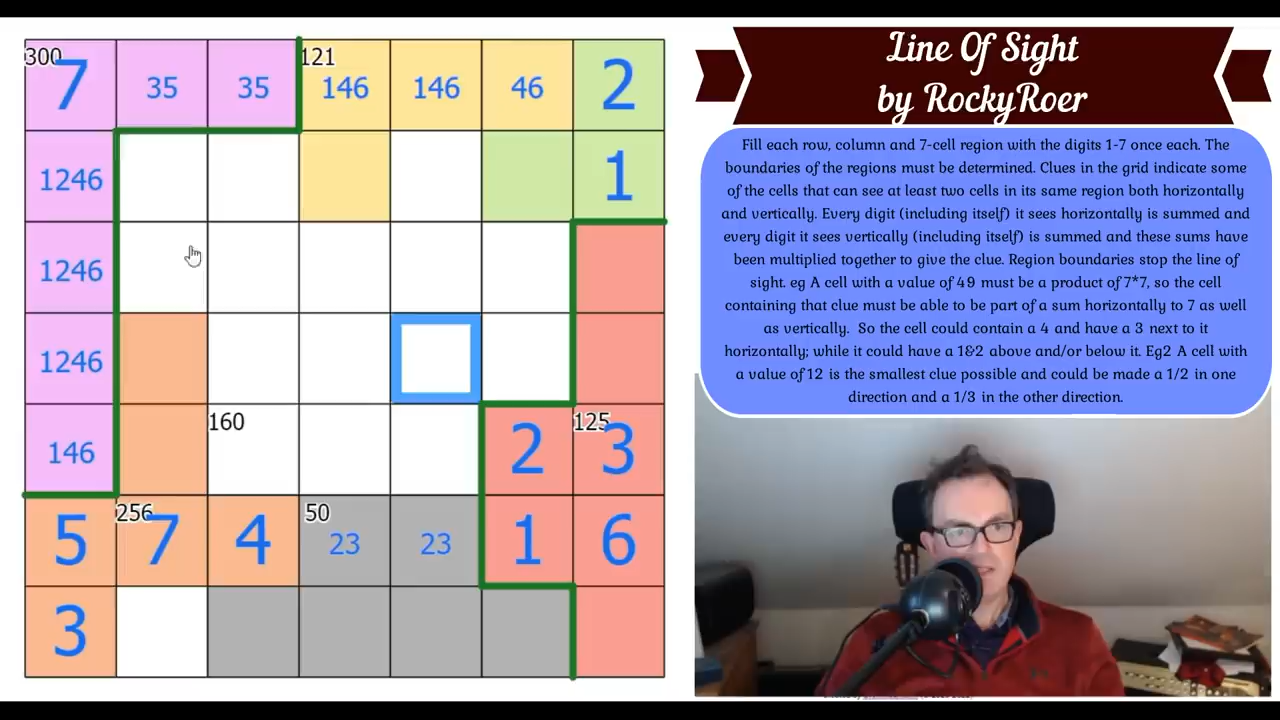 300 7 35 35 121 146 146 46 2
1246 1
1246
1246
146 160 2 125 3
5 256 7 4 50 23 23 1 6
3
Line Of Sight
by RockyRoer
Fill each row, column and 7-cell region with the digits 1-7 once each. The
boundaries of the regions must be determined. Clues in the grid indicate some
of the cells that can see at least two cells in its same region both horizontally
and vertically. Every digit (including itself) it sees horizontally is summed and
every digit it sees vertically (including itself) is summed and these sums have
been multiplied together to give the clue. Region boundaries stop the line of
sight. eg A cell with a value of 49 must be a product of 7*7, so the cell
containing that clue must be able to be part of a sum horizontally to 7 as well
as vertically. So the cell could contain a 4 and have a 3 next to it
horizontally; while it could have a 1&2 above and/or below it. Eg2 A cell with
a value of 12 is the smallest clue possible and could be made a 1/2 in one
direction and a 1/3 in the other direction.